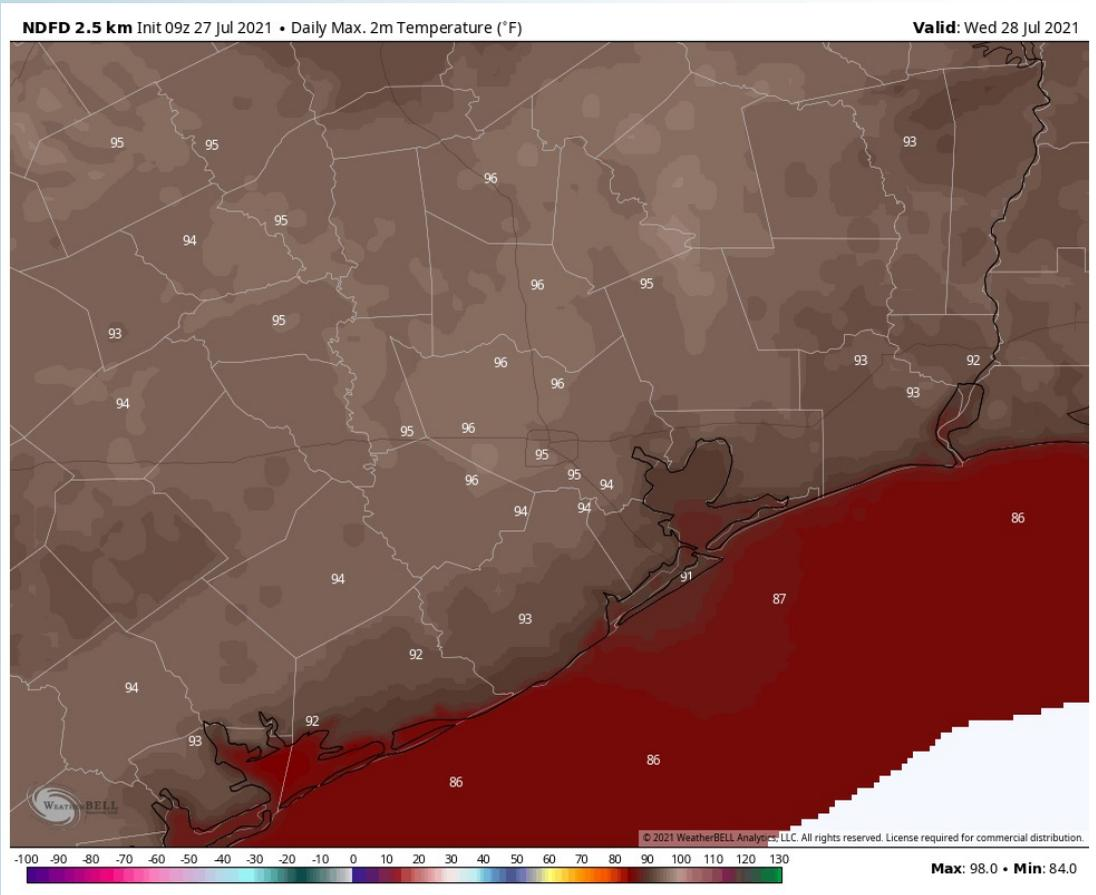 NDFD 2.5 km Init 09z 27 Jul 2021 • Daily Max. 2m Temperature (˚F) Valid: Wed 28 Jul 2021
95 95 93
96
95
94
96 95
95
93
96 93 92
96
93
94
95 96
95
96 95 94
94 94
86
94 91
87
93
92
94
92
93
86
86
WEATHERBELL
© 2021 WeatherBELL Analytics, LLC. All rights reserved. License required for commercial distribution.
-100 -90 -80 -70 -60 -50 -40 -30 -20 -10 0 10 20 30 40 50 60 70 80 90 100 110 120 130
Max: 98.0 • Min: 84.0